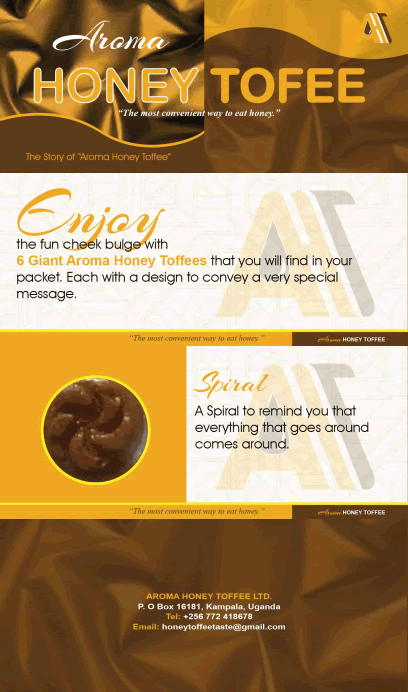 Aroma
HONEY TOFEE
"The most convenient way to eat honey."
The Story of "Aroma Honey Toffee"
Enjoy
the fun cheek bulge with
6 Giant Aroma Honey Toffees that you will find in your
packet. Each with a design to convey a very special
message.
"The most convenient way to eat honey."
Aroma HONEY TOFFEE
Spiral
A Spiral to remind you that
everything that goes around
comes around.
"The most convenient way to eat honey."
Aroma HONEY TOFFEE
AROMA HONEY TOFFEE LTD.
P. O Box 16181, Kampala, Uganda
Tel: +256 772 418678
Email: honeytoffeetaste@gmail.com